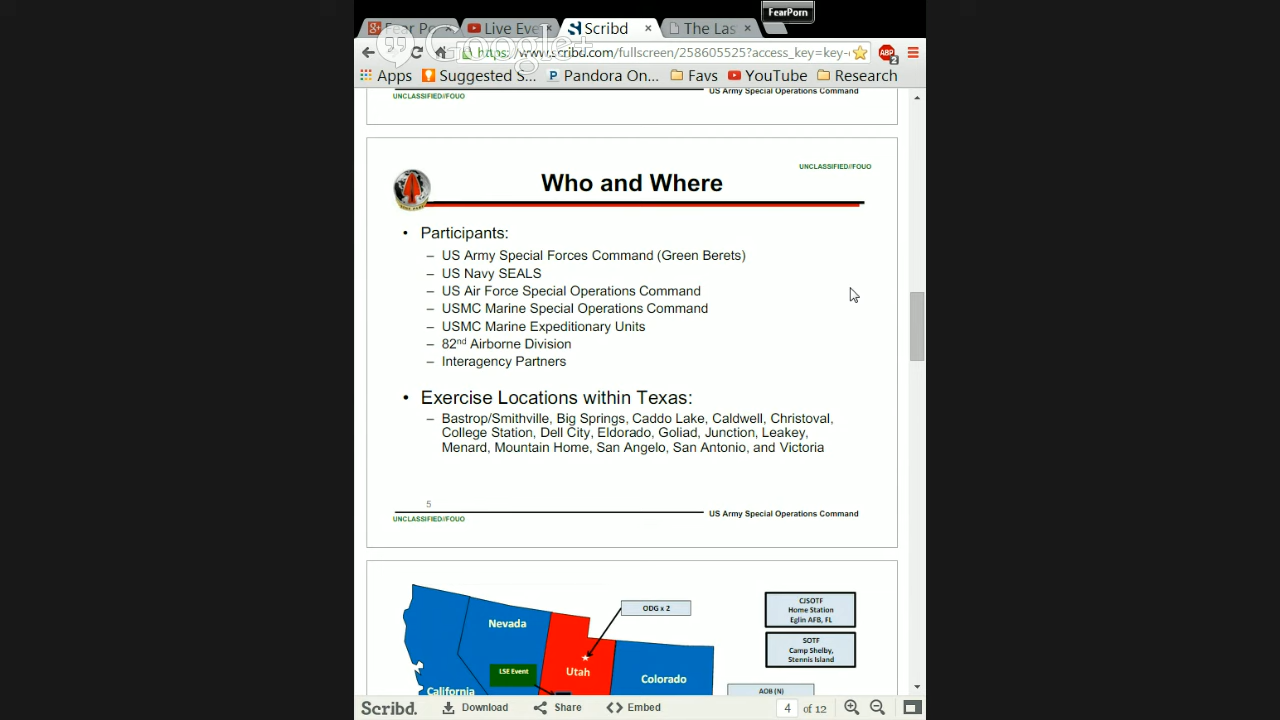 FearPorn
Fear Po
Live Eve
Scribd
The Las
Google+
https://www.scribd.com/fullscreen/258605525?access_key=key-
ABP
2
Apps
Suggested S...
Pandora On...
Favs
YouTube
Research
UNCLASSIFIED//FOUO
US Army Special Operations Command
UNCLASSIFIED//FOUO
Who and Where
• Participants:
– US Army Special Forces Command (Green Berets)
– US Navy SEALS
– US Air Force Special Operations Command
– USMC Marine Special Operations Command
– USMC Marine Expeditionary Units
– 82nd Airborne Division
– Interagency Partners
• Exercise Locations within Texas:
– Bastrop/Smithville, Big Springs, Caddo Lake, Caldwell, Christoval,
College Station, Dell City, Eldorado, Goliad, Junction, Leakey,
Menard, Mountain Home, San Angelo, San Antonio, and Victoria
5
UNCLASSIFIED//FOUO
US Army Special Operations Command
ODG x 2
CJSOTF
Home Station
Eglin AFB, FL
Nevada
SOTF
Camp Shelby,
Stennis Island
LSE Event
Utah
Colorado
California
AOB (N)
Scribd.
Download
Share
Embed
4 of 12